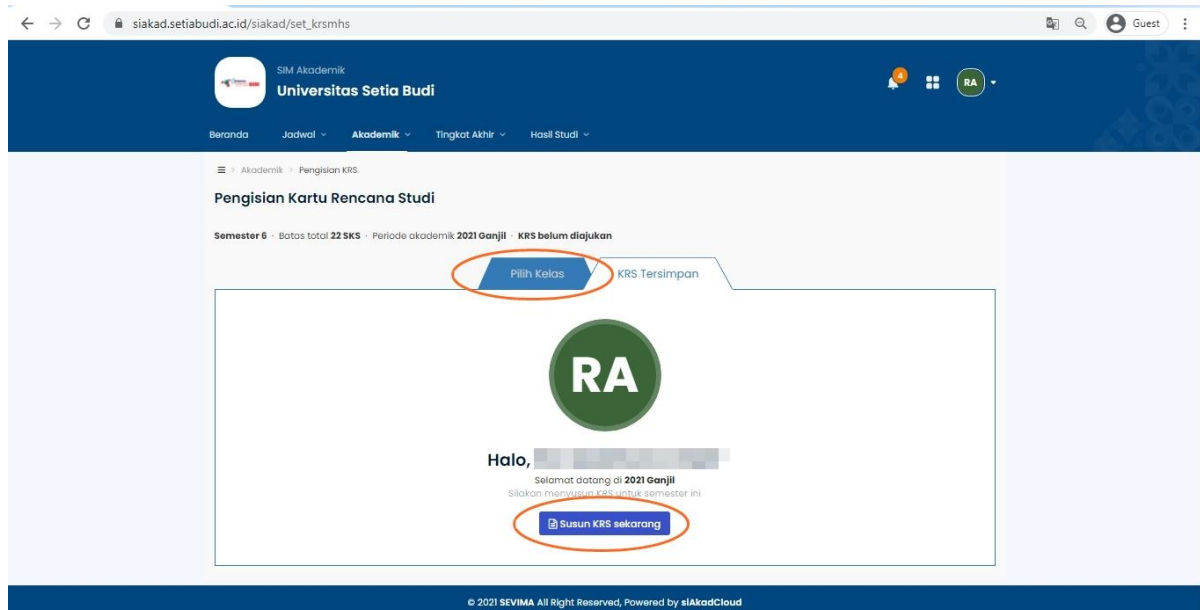 siakad.setiabudi.ac.id/siakad/set_krsmhs
Guest
SIM Akademik
Universitas Setia Budi
4
RA
Beranda Jadwal Akademik Tingkat Akhir Hasil Studi
Akademik > Pengisian KRS
Pengisian Kartu Rencana Studi
Semester 6 · Batas total 22 SKS · Periode akademik 2021 Ganjil · KRS belum diajukan
Pilih Kelas KRS Tersimpan
RA
Halo,
Selamat datang di 2021 Ganjil
Silakan menyusun KRS untuk semester ini
Susun KRS sekarang
© 2021 SEVIMA All Right Reserved, Powered by siAkadCloud